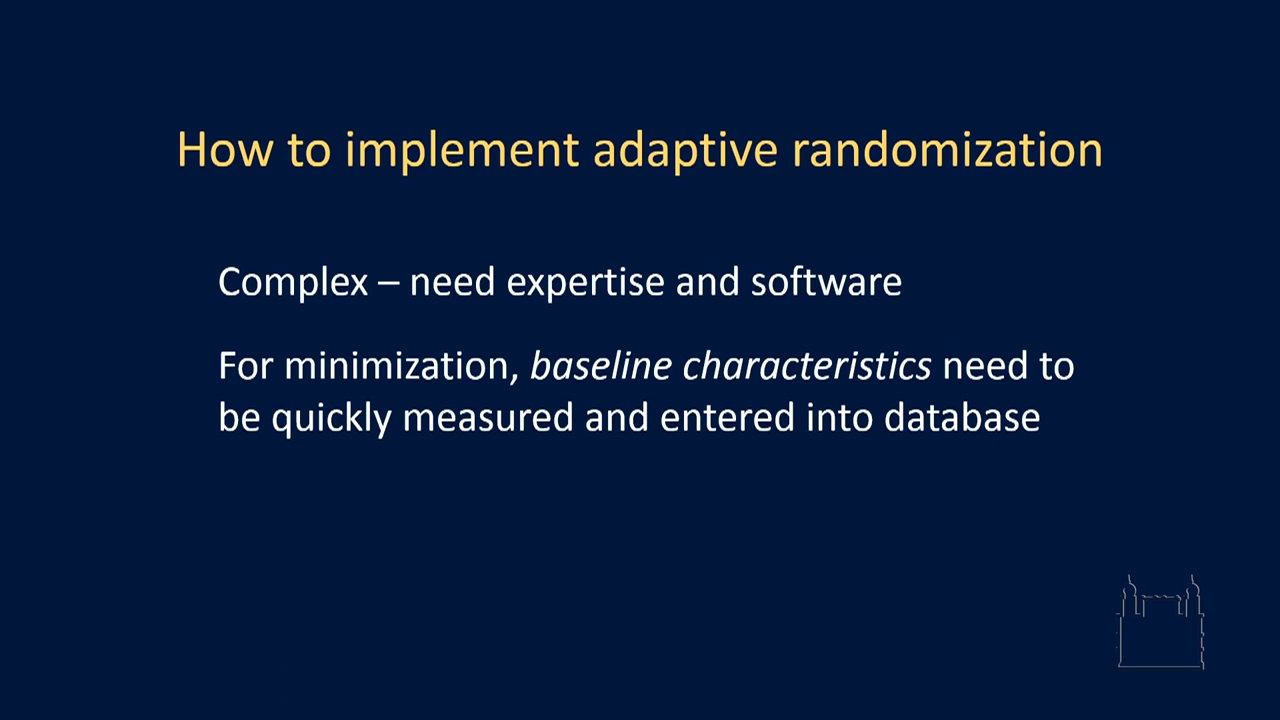 How to implement adaptive randomization
Complex – need expertise and software
For minimization, baseline characteristics need to
be quickly measured and entered into database